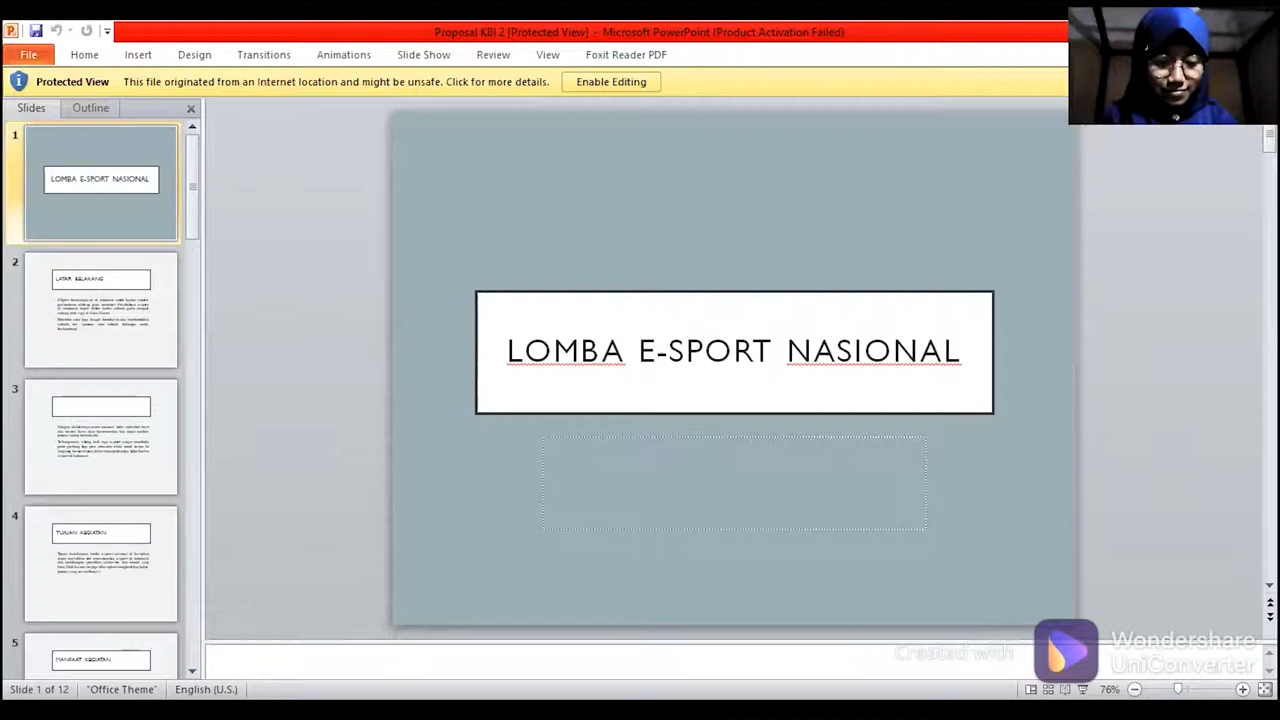 Proposal KBI 2 [Protected View] - Microsoft PowerPoint (Product Activation Failed)
File Home Insert Design Transitions Animations Slide Show Review View Foxit Reader PDF
Protected View This file originated from an Internet location and might be unsafe. Click for more details. Enable Editing
Slides Outline
1
LOMBA E-SPORT NASIONAL
2
LATAR BELAKANG
3
4
TUJUAN KEGIATAN
5
MANFAAT KEGIATAN
LOMBA E-SPORT NASIONAL
Created with
Wondershare
UniConverter
Slide 1 of 12 "Office Theme" English (U.S.) 76%